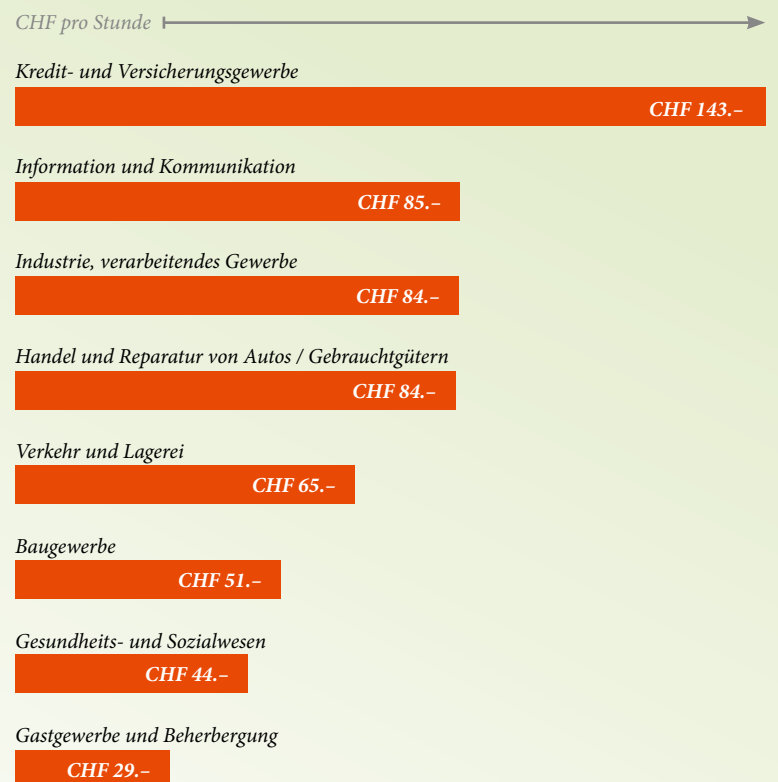 CHF pro Stunde
Kredit- und Versicherungsgewerbe
CHF 143.–
Information und Kommunikation
CHF 85.–
Industrie, verarbeitendes Gewerbe
CHF 84.–
Handel und Reparatur von Autos / Gebrauchtgütern
CHF 84.–
Verkehr und Lagerei
CHF 65.–
Baugewerbe
CHF 51.–
Gesundheits- und Sozialwesen
CHF 44.–
Gastgewerbe und Beherbergung
CHF 29.–